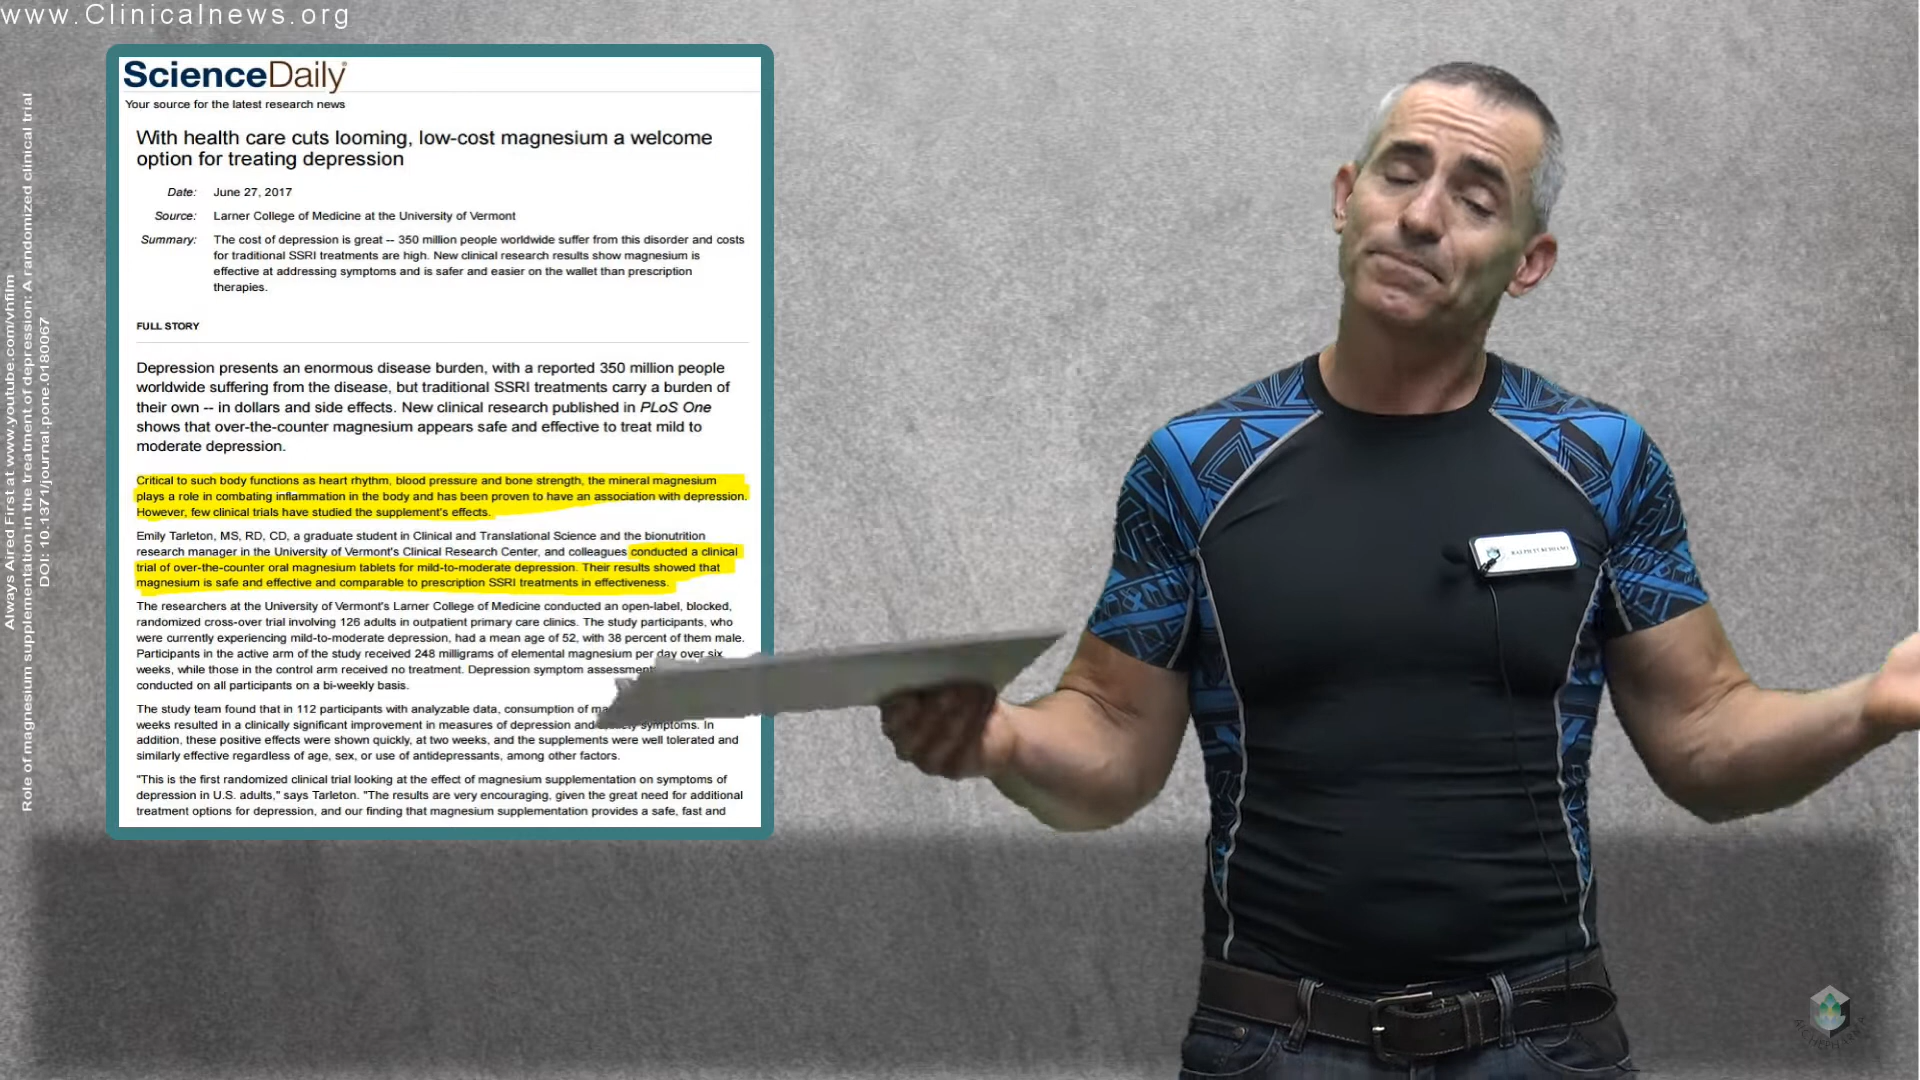 www.Clinicalnews.org
Always Aired First at www.youtube.com/vhfilm
Role of magnesium supplementation in the treatment of depression: A randomized clinical trial
DOI: 10.1371/journal.pone.0180067
ScienceDaily
Your source for the latest research news
With health care cuts looming, low-cost magnesium a welcome
option for treating depression
Date: June 27, 2017
Source: Larner College of Medicine at the University of Vermont
Summary: The cost of depression is great -- 350 million people worldwide suffer from this disorder and costs
for traditional SSRI treatments are high. New clinical research results show magnesium is
effective at addressing symptoms and is safer and easier on the wallet than prescription
therapies.
FULL STORY
Depression presents an enormous disease burden, with a reported 350 million people
worldwide suffering from the disease, but traditional SSRI treatments carry a burden of
their own -- in dollars and side effects. New clinical research published in PLoS One
shows that over-the-counter magnesium appears safe and effective to treat mild to
moderate depression.
Critical to such body functions as heart rhythm, blood pressure and bone strength, the mineral magnesium
plays a role in combating inflammation in the body and has been proven to have an association with depression.
However, few clinical trials have studied the supplement's effects.
Emily Tarleton, MS, RD, CD, a graduate student in Clinical and Translational Science and the bionutrition
research manager in the University of Vermont's Clinical Research Center, and colleagues conducted a clinical
trial of over-the-counter oral magnesium tablets for mild-to-moderate depression. Their results showed that
magnesium is safe and effective and comparable to prescription SSRI treatments in effectiveness.
The researchers at the University of Vermont's Larner College of Medicine conducted an open-label, blocked,
randomized cross-over trial involving 126 adults in outpatient primary care clinics. The study participants, who
were currently experiencing mild-to-moderate depression, had a mean age of 52, with 38 percent of them male.
Participants in the active arm of the study received 248 milligrams of elemental magnesium per day over six
weeks, while those in the control arm received no treatment. Depression symptom
conducted on all participants on a bi-weekly basis.
The study team found that in 112 participants with analyzable data, consumption of
weeks resulted in a clinically significant improvement in measures of depression and symptoms. In
addition, these positive effects were shown quickly, at two weeks, and the supplements were well tolerated and
similarly effective regardless of age, sex, or use of antidepressants, among other factors.
"This is the first randomized clinical trial looking at the effect of magnesium supplementation on symptoms of
depression in U.S. adults," says Tarleton. "The results are very encouraging, given the great need for additional
treatment options for depression, and our finding that magnesium supplementation provides a safe, fast and